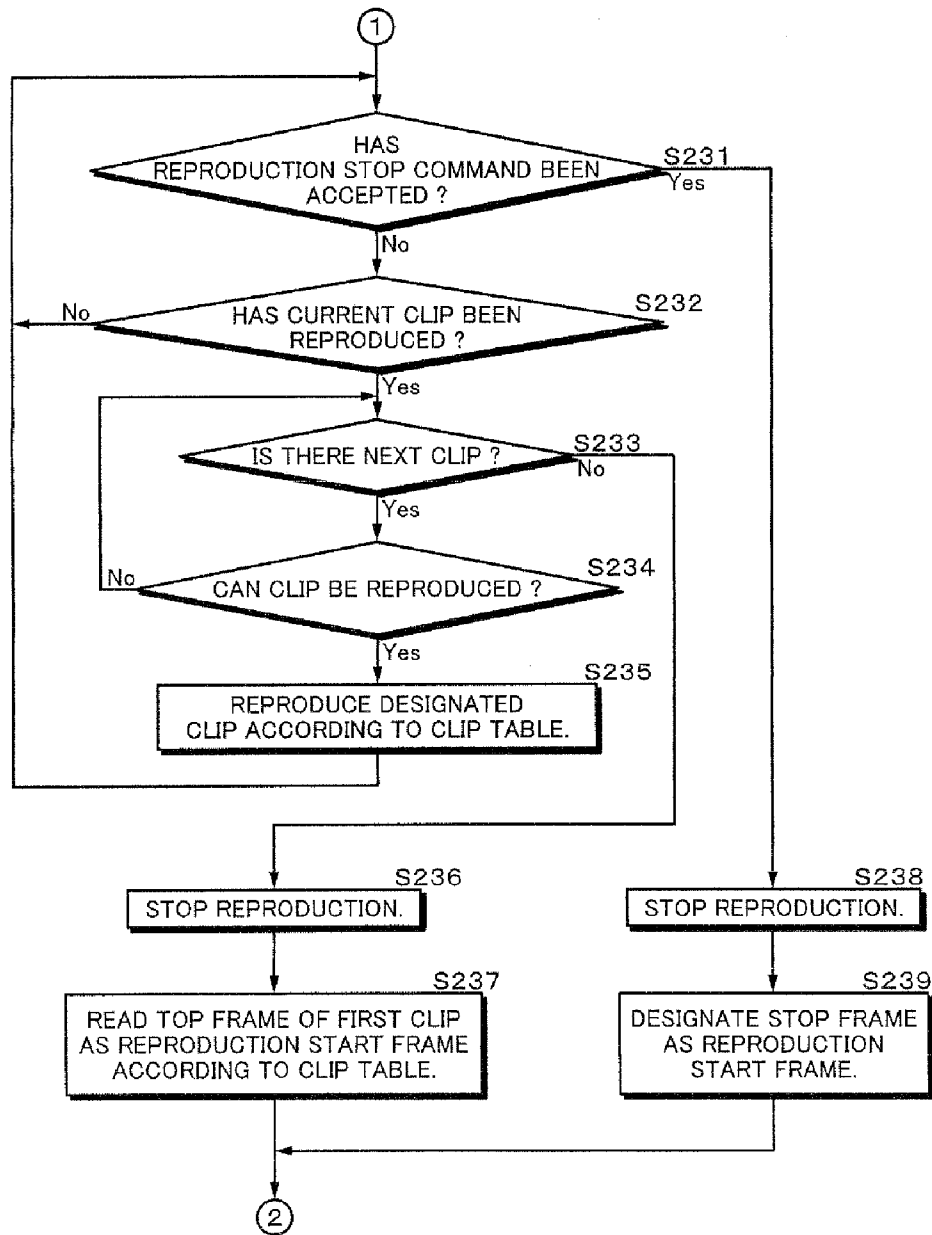 1
HAS
REPRODUCTION STOP COMMAND BEEN
ACCEPTED ?
S231
Yes
No
HAS CURRENT CLIP BEEN
REPRODUCED ?
S232
No
Yes
IS THERE NEXT CLIP ?
S233
No
Yes
CAN CLIP BE REPRODUCED ?
S234
No
Yes
S235
REPRODUCE DESIGNATED
CLIP ACCORDING TO CLIP TABLE.
S236
STOP REPRODUCTION.
S238
STOP REPRODUCTION.
S237
READ TOP FRAME OF FIRST CLIP
AS REPRODUCTION START FRAME
ACCORDING TO CLIP TABLE.
S239
DESIGNATE STOP FRAME
AS REPRODUCTION
START FRAME.
2